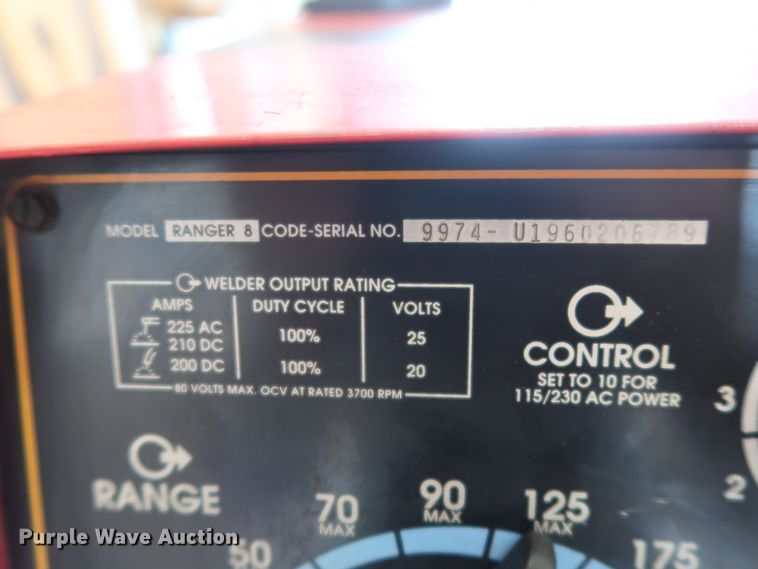 MODEL RANGER 8 CODE-SERIAL NO. 9974- U1960206789
WELDER OUTPUT RATING
AMPS DUTY CYCLE VOLTS
225 AC
210 DC 100% 25
200 DC 100% 20
80 VOLTS MAX. OCV AT RATED 3700 RPM
CONTROL
SET TO 10 FOR
115/230 AC POWER
3
2
RANGE
50
70
MAX
90
MAX
125
MAX
175
Purple Wave Auction